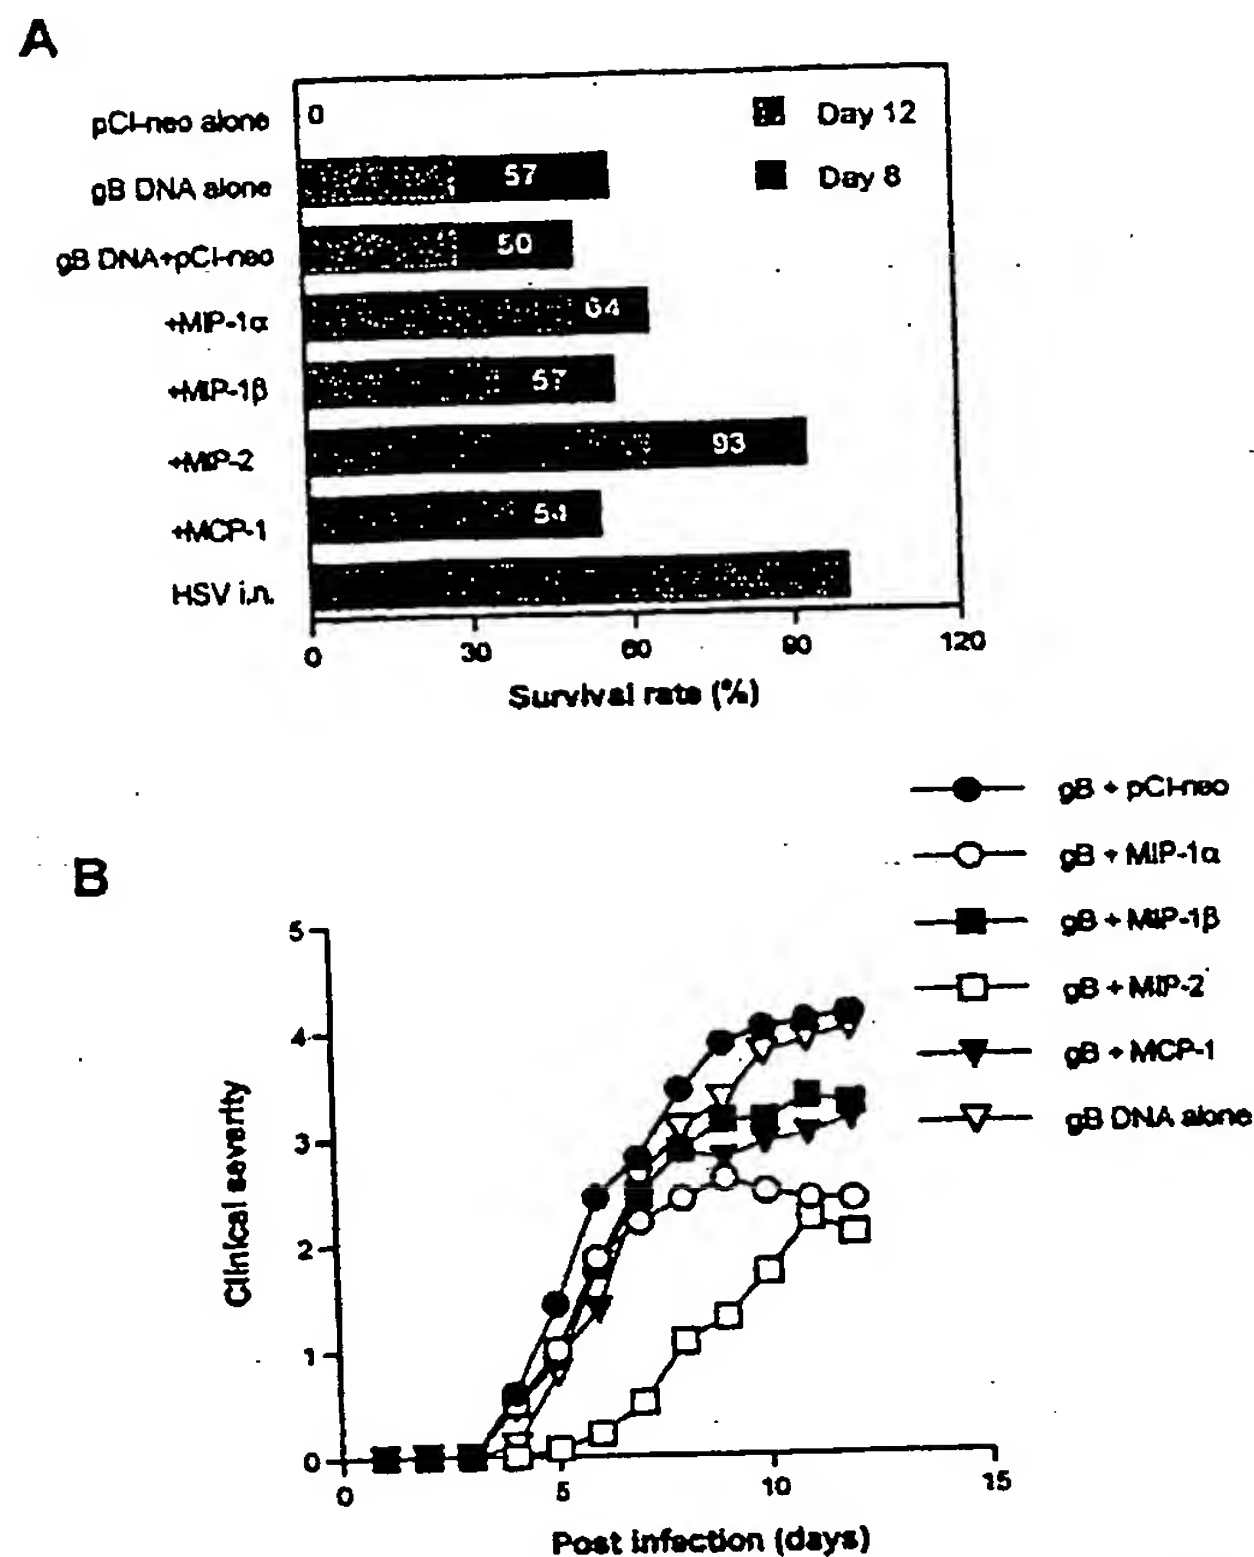 A
pCI-neo alone
0
Day 12
gB DNA alone
57
Day 8
gB DNA+pCI-neo
50
+MIP-1α
64
+MIP-1β
57
+MIP-2
93
+MCP-1
54
HSV i.n.
0
30
60
90
120
Survival rate (%)
B
gB + pCI-neo
gB + MIP-1α
gB + MIP-1β
gB + MIP-2
gB + MCP-1
gB DNA alone
Clinical severity
5
4
3
2
1
0
0
5
10
15
Post infection (days)